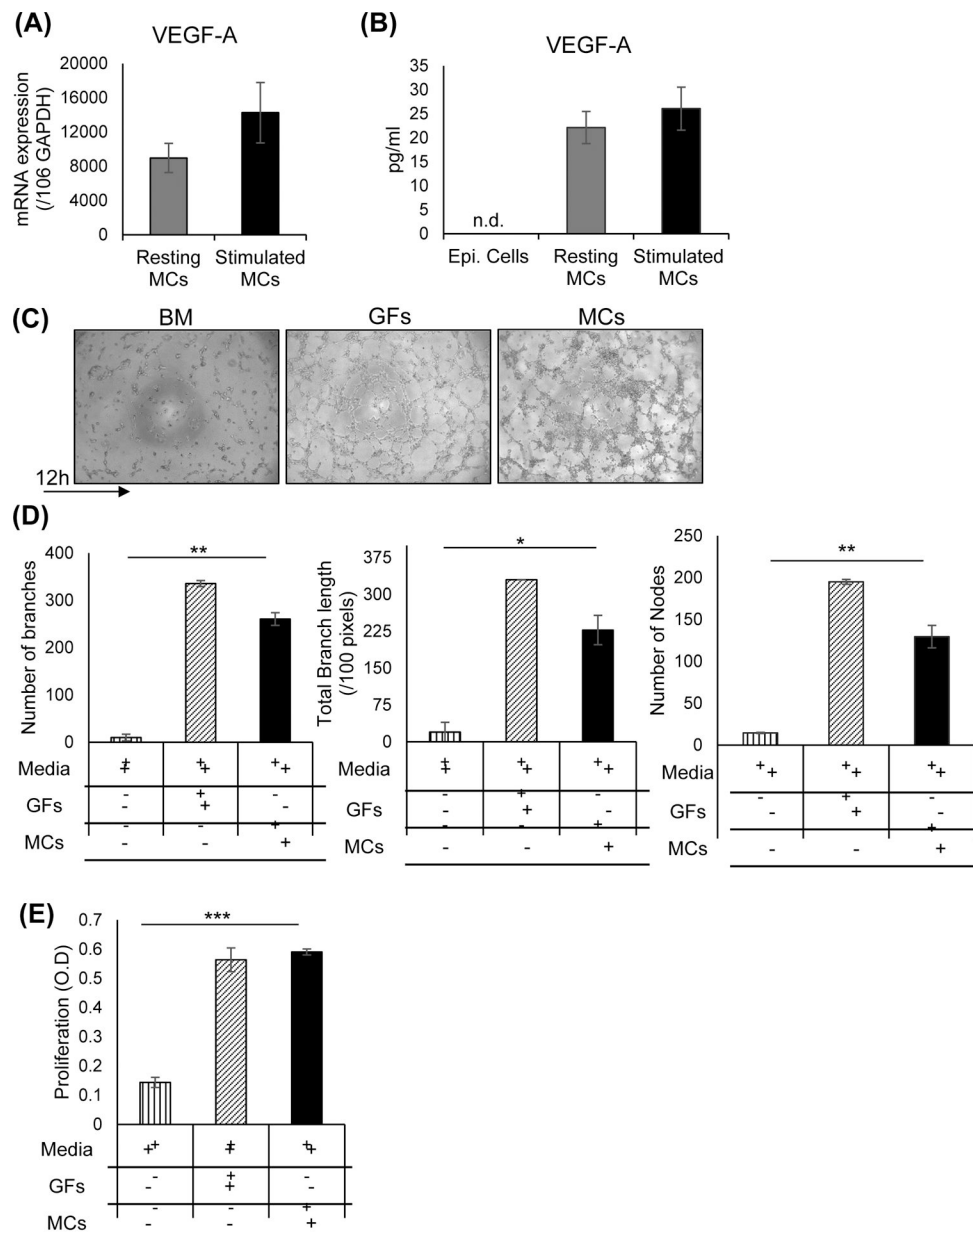 (A)
VEGF-A
mRNA expression
(/106 GAPDH)
20000
16000
12000
8000
4000
0
Resting
MCs
Stimulated
MCs
(B)
VEGF-A
pg/ml
35
30
25
20
15
10
5
0
n.d.
Epi. Cells
Resting
MCs
Stimulated
MCs
(C)
BM
GFs
MCs
12h
(D)
Number of branches
400
300
200
100
0
**
Media
+ + +
+ + +
- + -
GFs
- + -
- - +
MCs
- - +
Total Branch length
(/100 pixels)
375
300
225
150
75
0
*
Media
+ + +
+ + +
- + -
GFs
- + -
- - +
MCs
- - +
Number of Nodes
250
200
150
100
50
0
**
Media
+ + +
+ + +
- + -
GFs
- + -
- - +
MCs
- - +
(E)
Proliferation (O.D)
0.7
0.6
0.5
0.4
0.3
0.2
0.1
0
***
Media
+ + +
+ + +
- + -
GFs
- + -
- - +
MCs
- - +